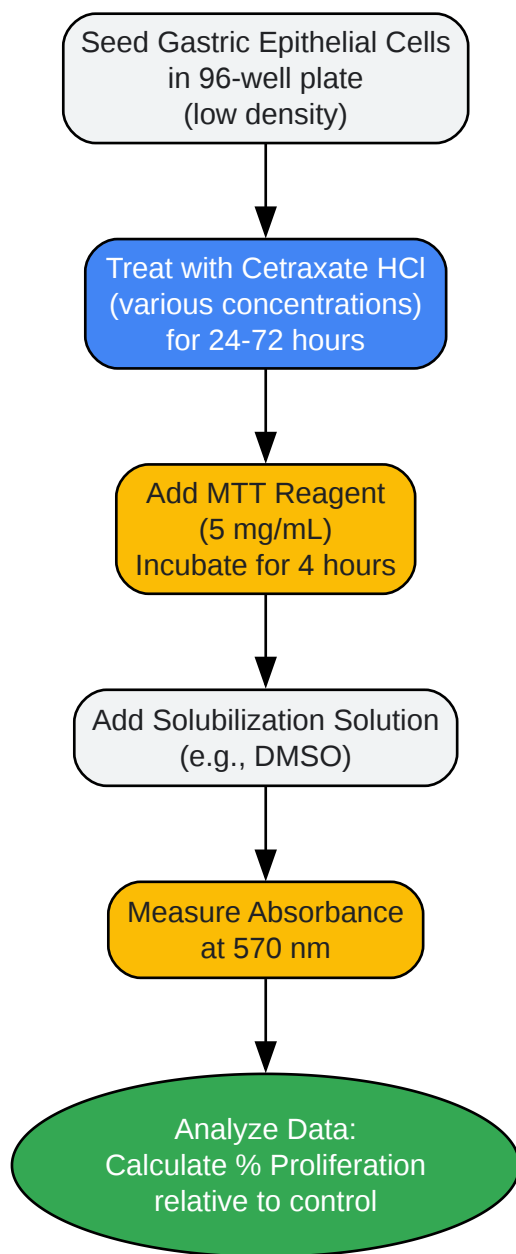 Seed Gastric Epithelial Cells
in 96-well plate
(low density)
Treat with Cetraxate HCl
(various concentrations)
for 24-72 hours
Add MTT Reagent
(5 mg/mL)
Incubate for 4 hours
Add Solubilization Solution
(e.g., DMSO)
Measure Absorbance
at 570 nm
Analyze Data:
Calculate % Proliferation
relative to control